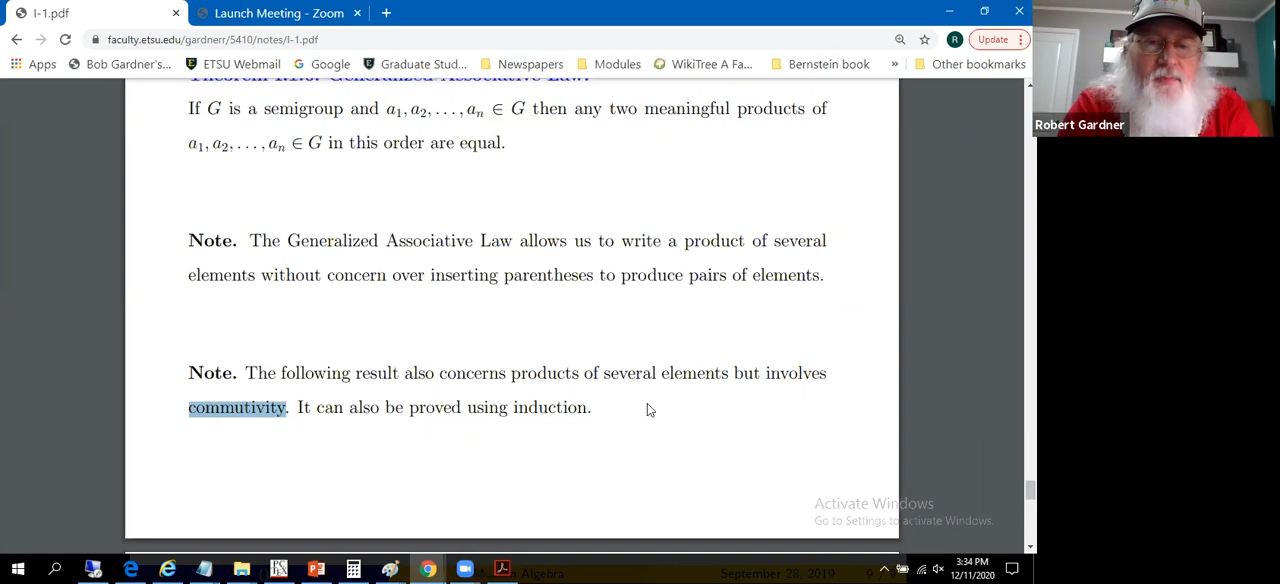 I-1.pdf
Launch Meeting - Zoom
faculty.etsu.edu/gardnerr/5410/notes/I-1.pdf
R
Update
Apps
Bob Gardner's...
ETSU Webmail
Google
Graduate Stud...
Newspapers
Modules
WikiTree A Fa...
Bernstein book
»
Other bookmarks
If G is a semigroup and a₁, a₂, . . . , aₙ ∈ G then any two meaningful products of
a₁, a₂, . . . , aₙ ∈ G in this order are equal.
Note. The Generalized Associative Law allows us to write a product of several
elements without concern over inserting parentheses to produce pairs of elements.
Note. The following result also concerns products of several elements but involves
commutivity. It can also be proved using induction.
Activate Windows
Go to Settings to activate Windows.
Robert Gardner
Algebra
September 28, 2019
3:34 PM
12/11/2020